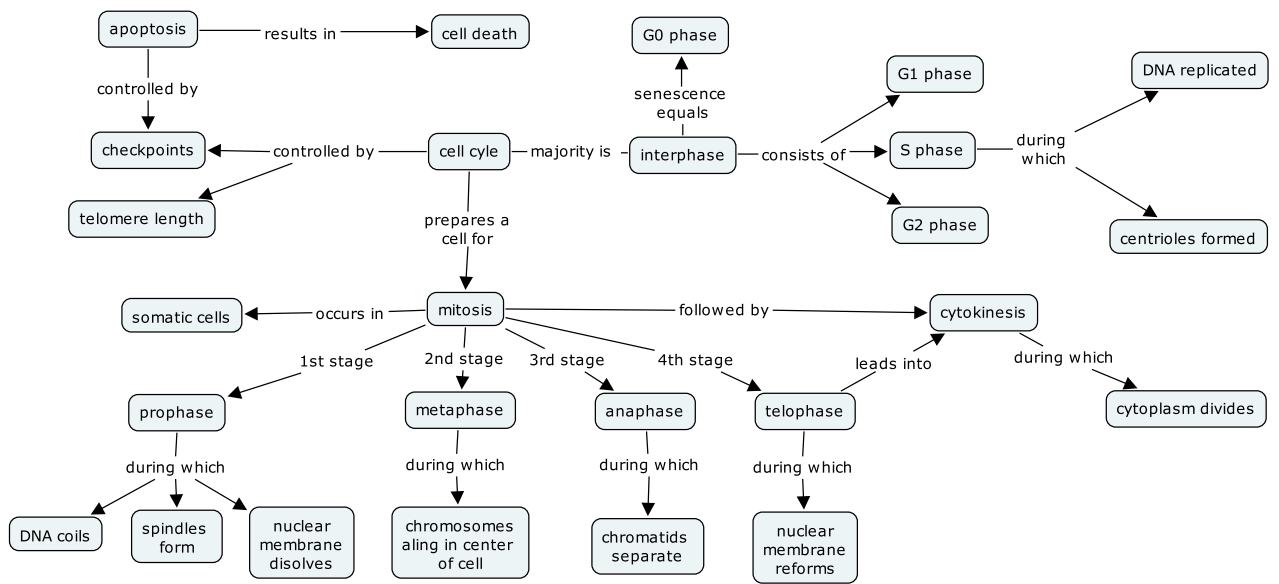 apoptosis
results in
cell death
G0 phase
G1 phase
DNA replicated
controlled by
senescence
equals
checkpoints
controlled by
cell cyle
majority is
interphase
consists of
S phase
during
which
telomere length
prepares a
cell for
G2 phase
centrioles formed
somatic cells
occurs in
mitosis
followed by
cytokinesis
1st stage
2nd stage
3rd stage
4th stage
leads into
during which
prophase
metaphase
anaphase
telophase
cytoplasm divides
during which
during which
during which
during which
DNA coils
spindles
form
nuclear
membrane
disolves
chromosomes
aling in center
of cell
chromatids
separate
nuclear
membrane
reforms